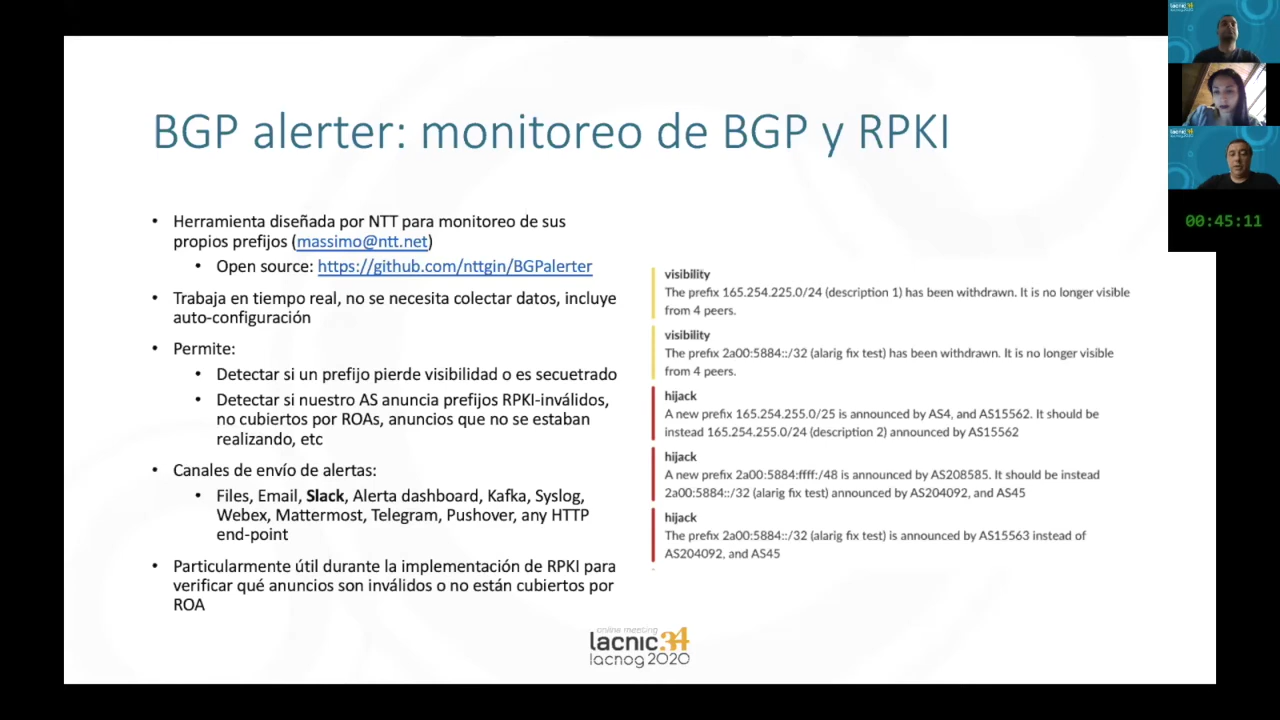 BGP alerter: monitoreo de BGP y RPKI
• Herramienta diseñada por NTT para monitoreo de sus
propios prefijos (massimo@ntt.net)
• Open source: https://github.com/nttgin/BGPalerter
• Trabaja en tiempo real, no se necesita colectar datos, incluye
auto-configuración
• Permite:
• Detectar si un prefijo pierde visibilidad o es secuetrado
• Detectar si nuestro AS anuncia prefijos RPKI-inválidos,
no cubiertos por ROAs, anuncios que no se estaban
realizando, etc
• Canales de envío de alertas:
• Files, Email, Slack, Alerta dashboard, Kafka, Syslog,
Webex, Mattermost, Telegram, Pushover, any HTTP
end-point
• Particularmente útil durante la implementación de RPKI para
verificar qué anuncios son inválidos o no están cubiertos por
ROA
visibility
The prefix 165.254.225.0/24 (description 1) has been withdrawn. It is no longer visible
from 4 peers.
visibility
The prefix 2a00:5884::/32 (alarig fix test) has been withdrawn. It is no longer visible
from 4 peers.
hijack
A new prefix 165.254.255.0/25 is announced by AS4, and AS15562. It should be
instead 165.254.255.0/24 (description 2) announced by AS15562
hijack
A new prefix 2a00:5884:ffff:/48 is announced by AS208585. It should be instead
2a00:5884::/32 (alarig fix test) announced by AS204092, and AS45
hijack
The prefix 2a00:5884::/32 (alarig fix test) is announced by AS15563 instead of
AS204092, and AS45
online meeting
lacnic34
lacnog2020
00:45:11